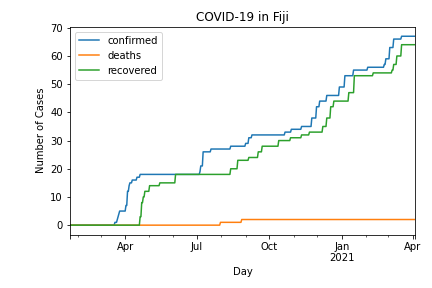 COVID-19 in Fiji
confirmed
deaths
recovered
Number of Cases
70
60
50
40
30
20
10
0
Apr
Jul
Oct
Jan
2021
Apr
Day